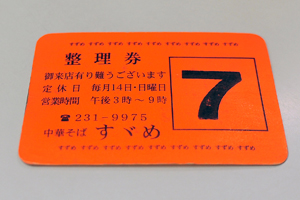 すずめ すずめ すずめ すずめ すずめ すずめ すずめ すずめ
整理券
御来店有り難うございます
定休日 毎月14日・日曜日
営業時間 午後3時〜9時
☎231-9975
中華そば すゞめ
7
すずめ すずめ すずめ すずめ すずめ すずめ すずめ すずめ